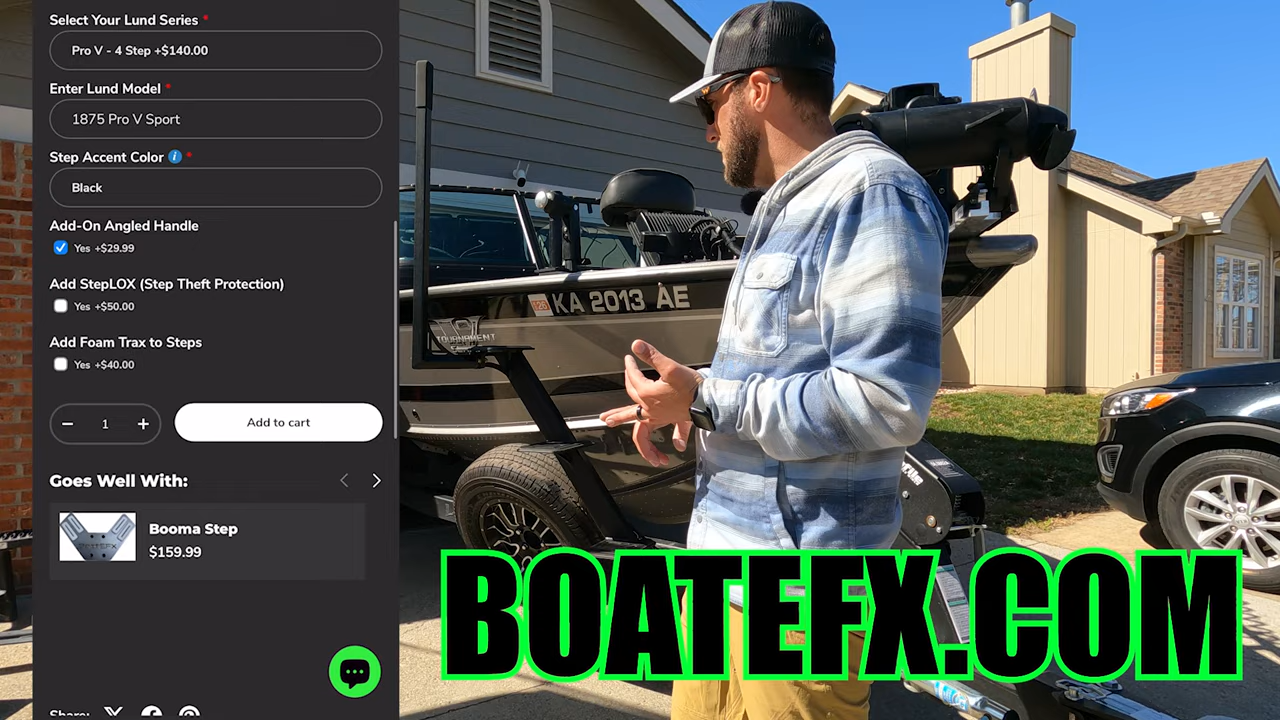 Select Your Lund Series *
Pro V - 4 Step +$140.00
Enter Lund Model *
1875 Pro V Sport
Step Accent Color i *
Black
Add-On Angled Handle
Yes +$29.99
Add StepLOX (Step Theft Protection)
Yes +$50.00
Add Foam Trax to Steps
Yes +$40.00
1
Add to cart
Goes Well With:
Booma Step
$159.99
KA 2013 AE
TOURNAMENT
BOATEFX.COM